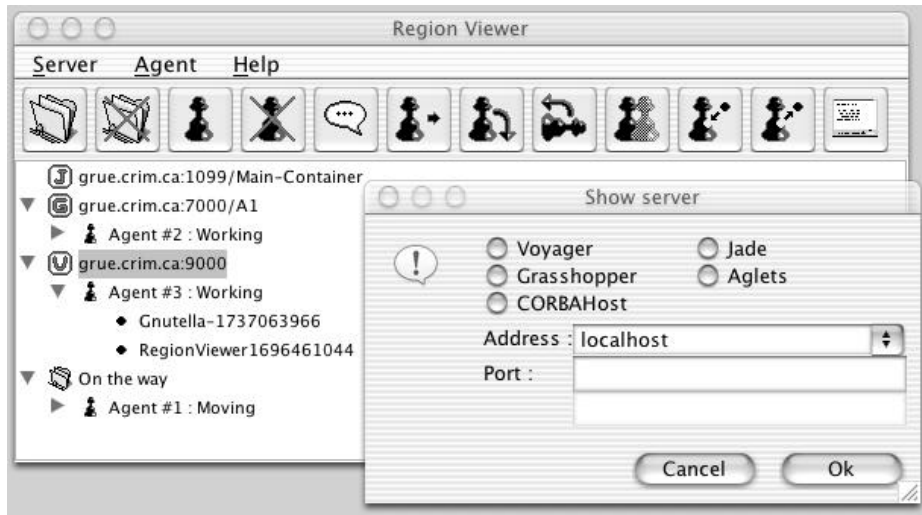 Region Viewer
Server Agent Help
J grue.crim.ca:1099/Main-Container
G grue.crim.ca:7000/A1
Agent #2 : Working
V grue.crim.ca:9000
Agent #3 : Working
Gnutella-1737063966
RegionViewer1696461044
On the way
Agent #1 : Moving
Show server
Voyager Jade
Grasshopper Aglets
CORBAHost
Address : localhost
Port :
Cancel Ok